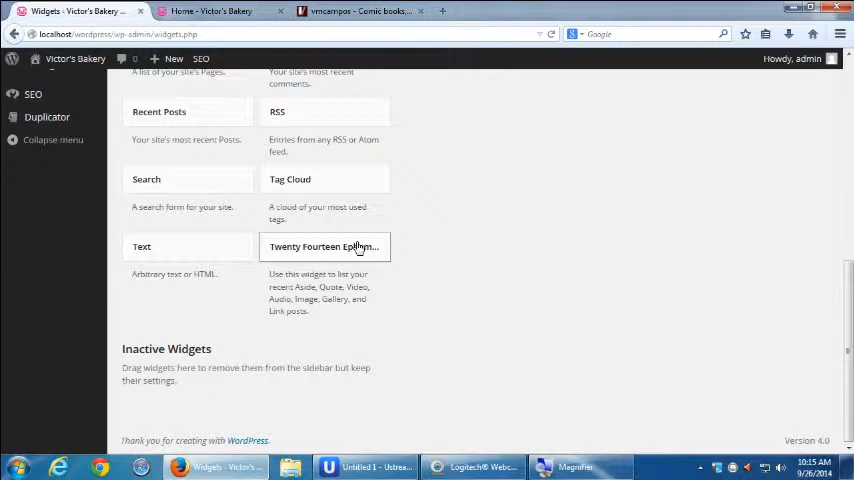 Widgets - Victor's Bakery ‹ ...
Home - Victor's Bakery
vmcampos - Comic books,...
localhost/wordpress/wp-admin/widgets.php
Google
Victor's Bakery
0
New
SEO
Howdy, admin
SEO
Duplicator
Collapse menu
A list of your site's Pages.
Your site's most recent
comments.
Recent Posts
RSS
Your site's most recent Posts.
Entries from any RSS or Atom
feed.
Search
Tag Cloud
A search form for your site.
A cloud of your most used
tags.
Text
Twenty Fourteen
Arbitrary text or HTML.
Use this widget to list your
recent Aside, Quote, Video,
Audio, Image, Gallery, and
Link posts.
Inactive Widgets
Drag widgets here to remove them from the sidebar but keep
their settings.
Thank you for creating with WordPress.
Version 4.0
Widgets - Victor's ...
Untitled 1 - Ustrea...
Logitech® Webc...
Magnifier
10:15 AM
9/26/2014